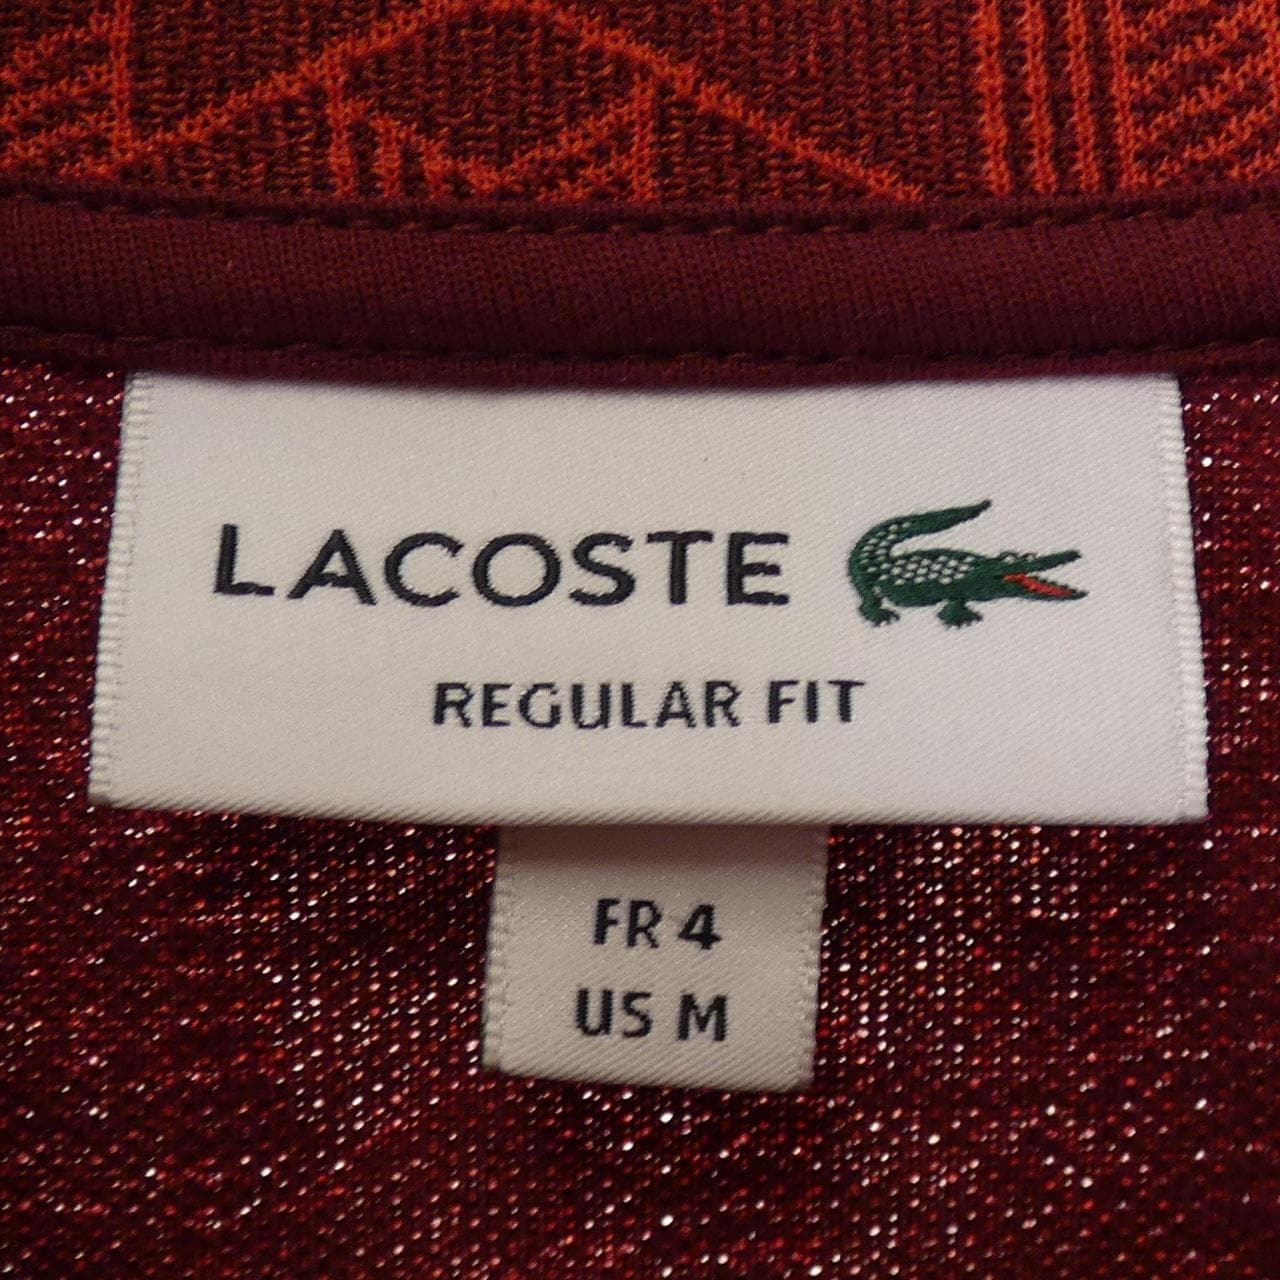 LACOSTE
REGULAR FIT
FR 4
US M